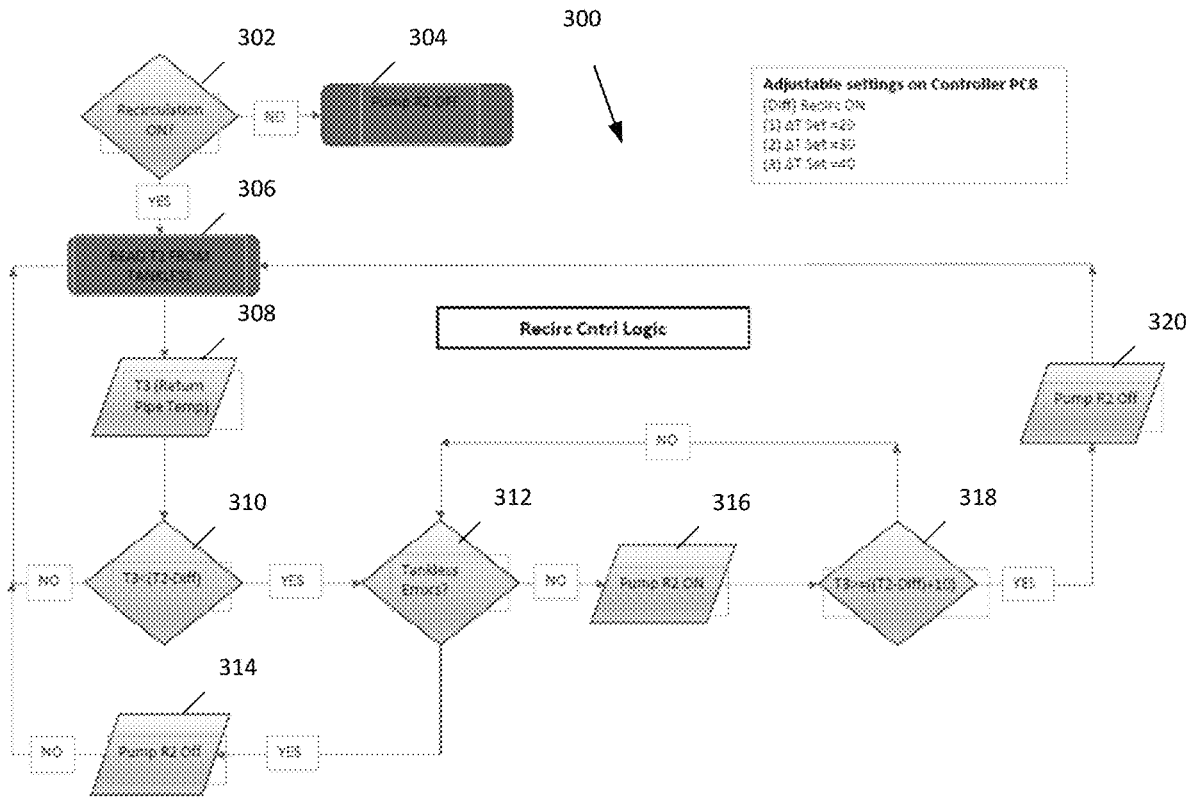 302
304
300
Recirculation
ON?
NO
Pump R2 Off
Adjustable settings on Controller PCB
(Diff) Recirc ON
(1) ΔT Set =20
(2) ΔT Set =30
(3) ΔT Set =40
YES
306
308
Recirc Cntrl Logic
320
T3 (Return
Pipe Temp)
Pump R2 Off
NO
310
312
316
318
NO
YES
Tankless
Errors?
NO
Pump R2 ON
YES
314
NO
Pump R2 Off
YES